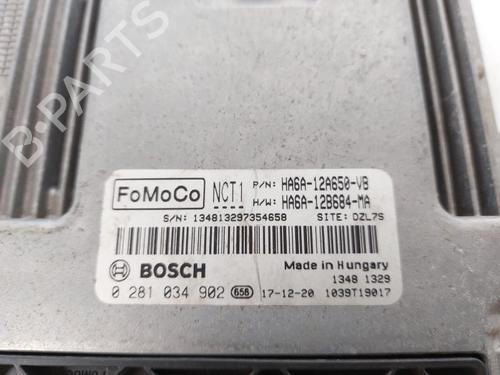 FoMoCo NCT1 P/N: HA6A-12A650-VB
H/W: HA6A-12B684-MA
S/N: 134813297354658 SITE: DZL7S
BOSCH Made in Hungary
1348 1329
0 281 034 902 658 17-12-20 1039T19017
B-PARTS